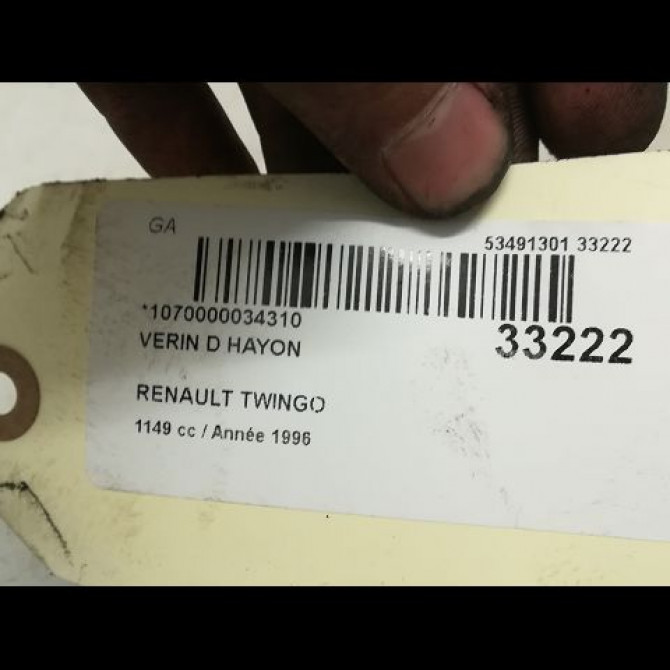 GA
53491301 33222
*1070000034310
33222
VERIN D HAYON
RENAULT TWINGO
1149 cc / Année 1996